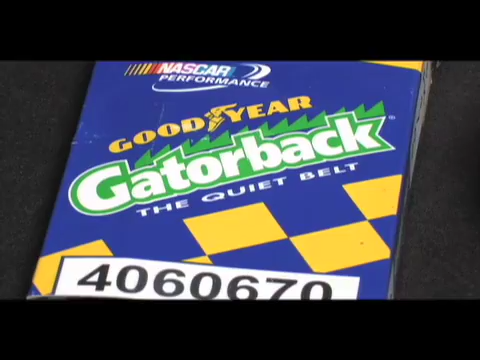 NASCAR
PERFORMANCE
GOODYEAR
Gatorback®
THE QUIET BELT
4060670